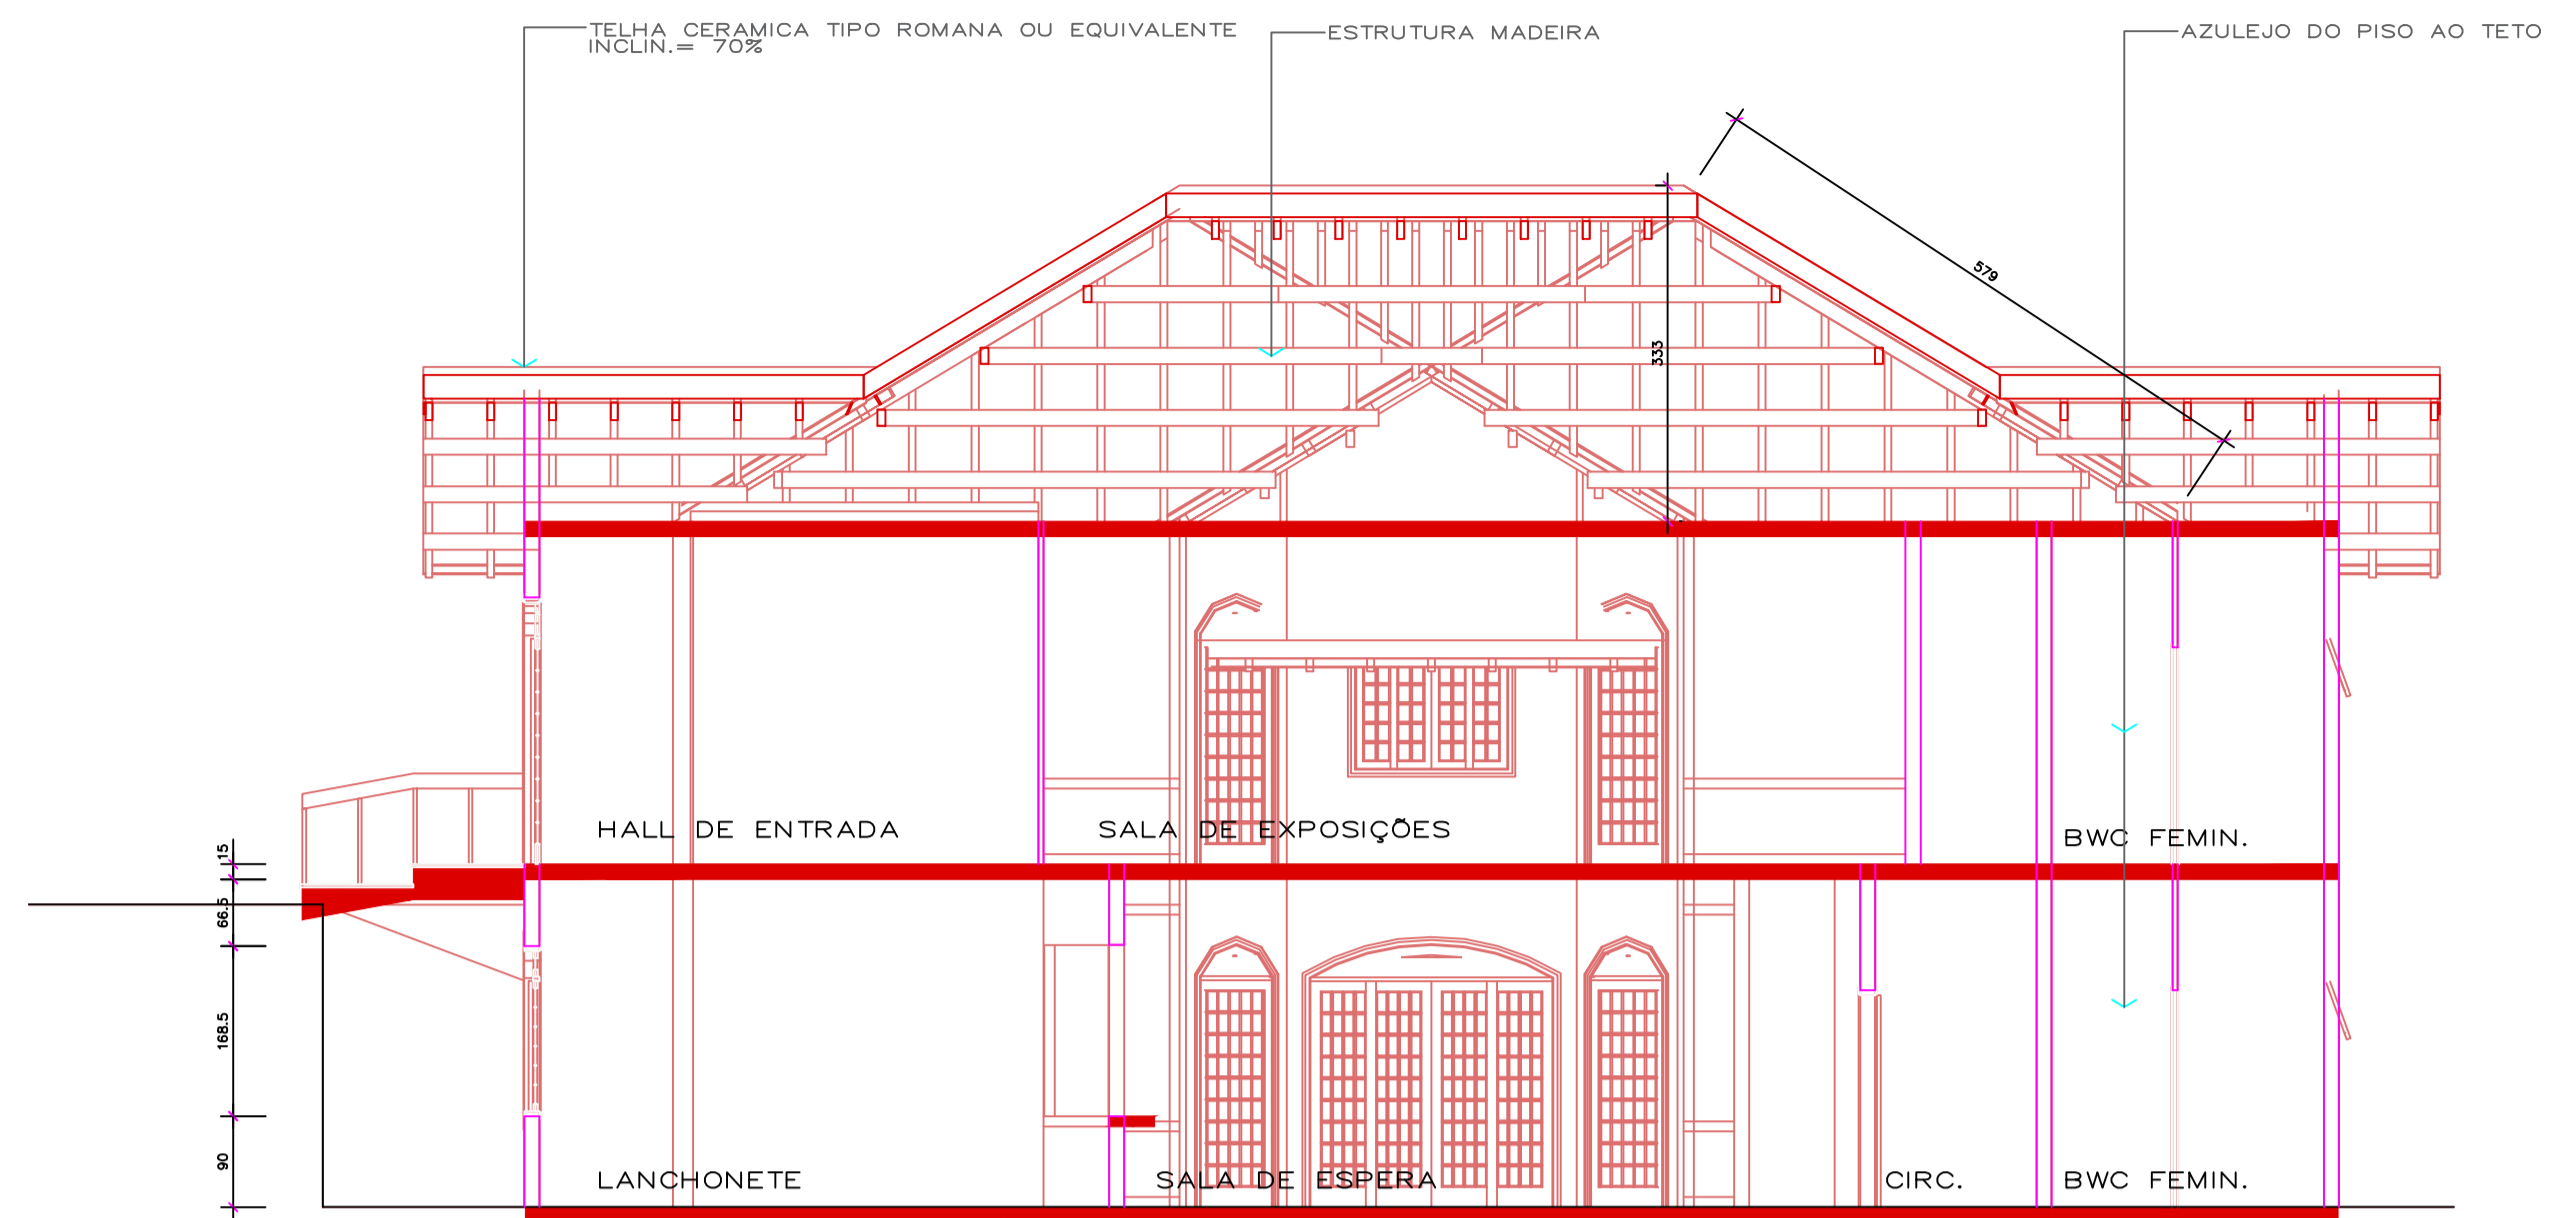 TELHA CERAMICA TIPO ROMANA OU EQUIVALENTE
INCLIN.= 70%
ESTRUTURA MADEIRA
AZULEJO DO PISO AO TETO
579
333
HALL DE ENTRADA
SALA DE EXPOSIÇÕES
BWC FEMIN.
15
66.5
168.5
90
LANCHONETE
SALA DE ESPERA
CIRC.
BWC FEMIN.